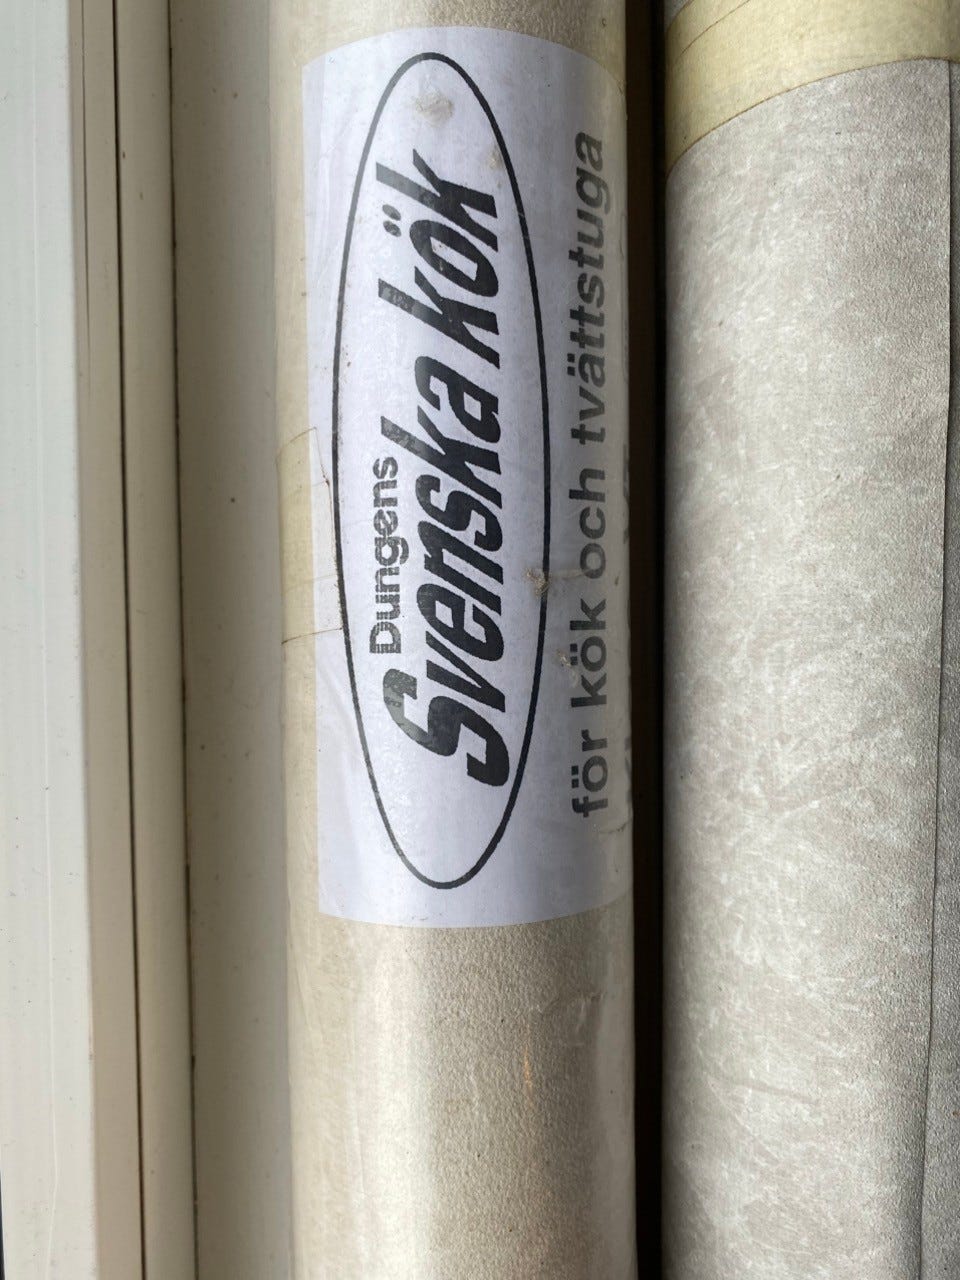 Dungens
Svenska kök
för kök och tvättstuga